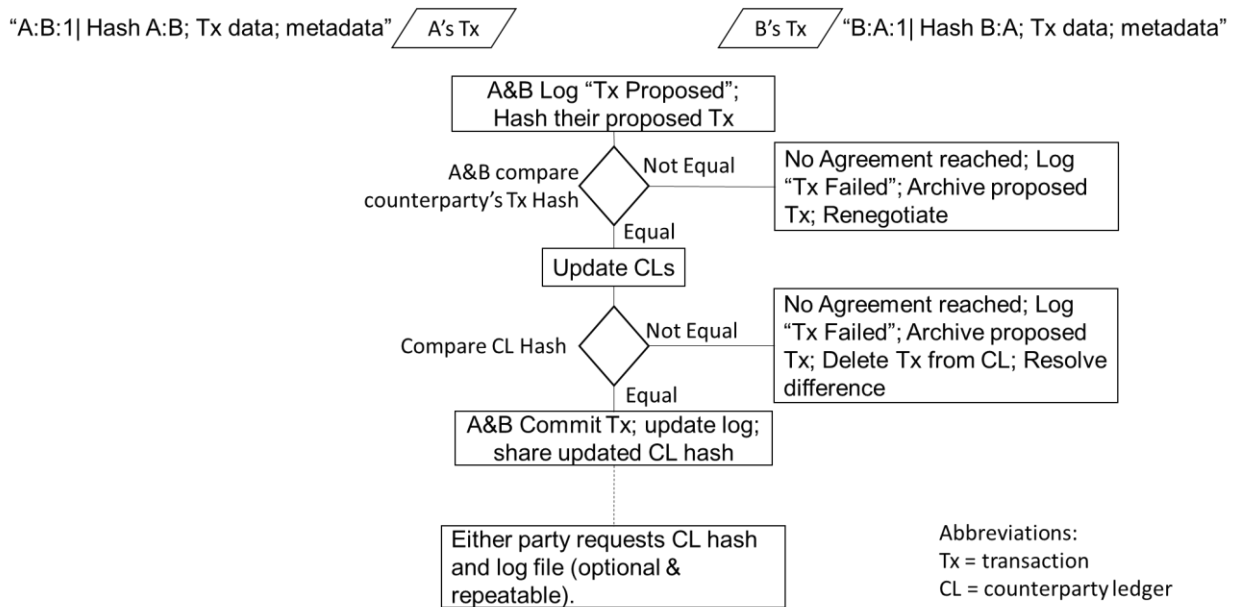 “A:B:1| Hash A:B; Tx data; metadata”
A's Tx
B's Tx
“B:A:1| Hash B:A; Tx data; metadata”
A&B Log “Tx Proposed”;
Hash their proposed Tx
A&B compare
counterparty's Tx Hash
Not Equal
No Agreement reached; Log
“Tx Failed”; Archive proposed
Tx; Renegotiate
Equal
Update CLs
Compare CL Hash
Not Equal
No Agreement reached; Log
“Tx Failed”; Archive proposed
Tx; Delete Tx from CL; Resolve
difference
Equal
A&B Commit Tx; update log;
share updated CL hash
Either party requests CL hash
and log file (optional &
repeatable).
Abbreviations:
Tx = transaction
CL = counterparty ledger